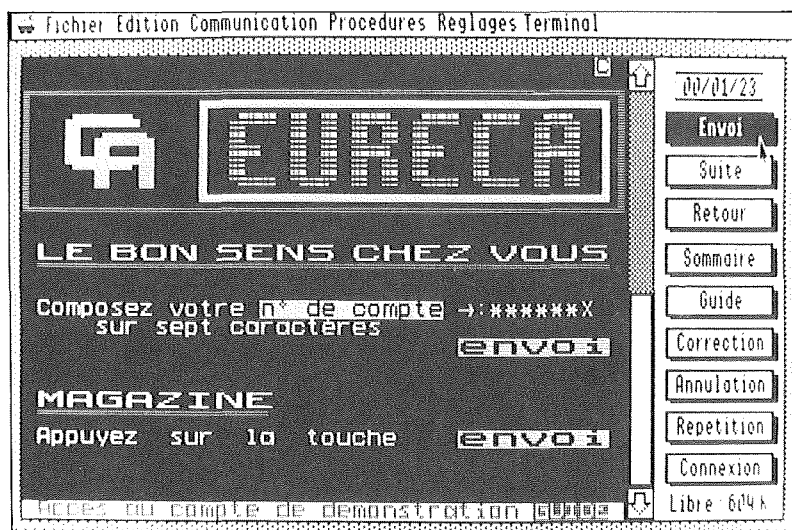 Fichier Edition Communication Procedures Reglages Terminal
C
CA EURECA
LE BON SENS CHEZ VOUS
Composez votre n° de compte →:******X
sur sept caractères
envoi
MAGAZINE
Appuyez sur la touche envoi
Acces au compte de demonstration GUIDE
00/01/23
Envoi
Suite
Retour
Sommaire
Guide
Correction
Annulation
Repetition
Connexion
Libre 604 K